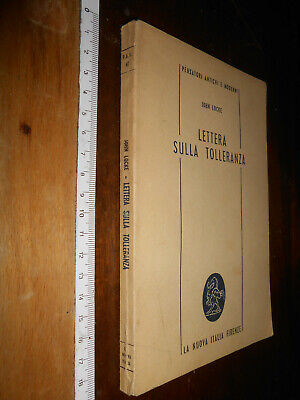 PENSATORI ANTICHI E MODERNI
JOHN LOCKE
LETTERA
SULLA TOLLERANZA
LA NUOVA ITALIA FIRENZE
JOHN LOCKE - LETTERA SULLA TOLLERANZA